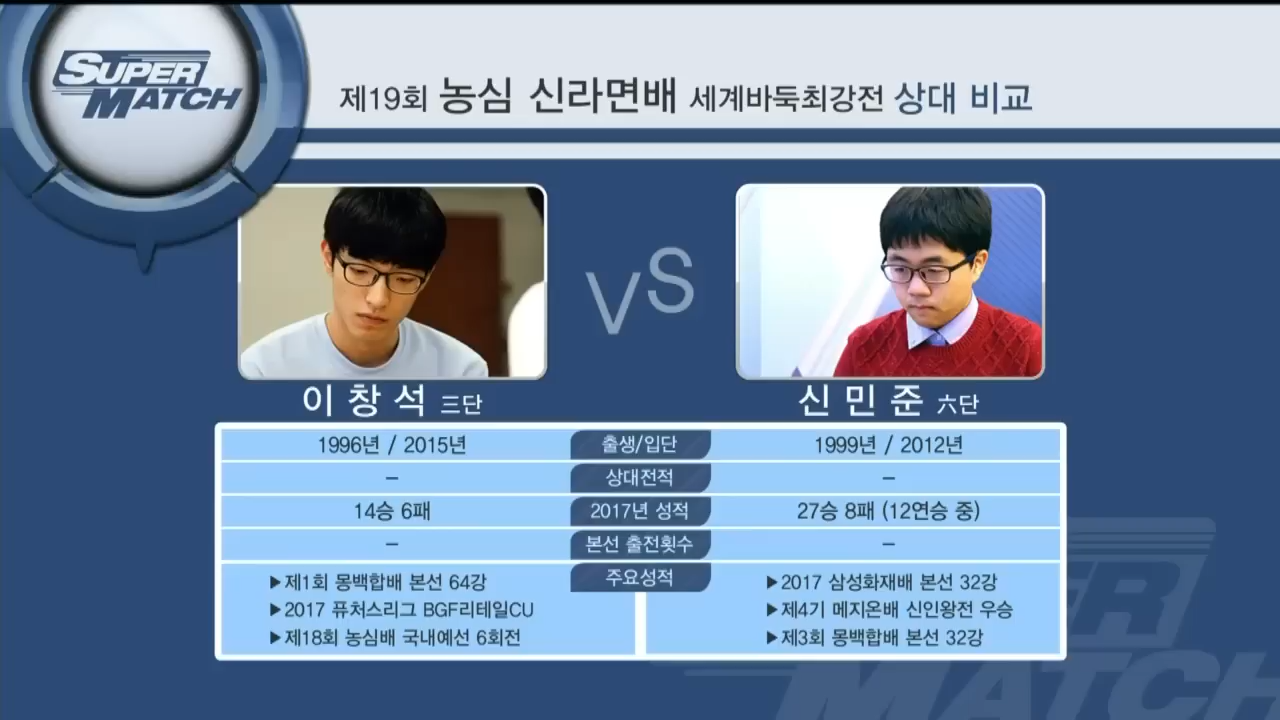 SUPER
MATCH
제19회 농심 신라면배 세계바둑최강전 상대 비교
VS
이창석 三단
신민준 六단
1996년 / 2015년 출생/입단 1999년 / 2012년
– 상대전적 –
14승 6패 2017년 성적 27승 8패 (12연승 중)
– 본선 출전횟수 –
주요성적
▶제1회 몽백합배 본선 64강
▶2017 퓨처스리그 BGF리테일CU
▶제18회 농심배 국내예선 6회전
▶2017 삼성화재배 본선 32강
▶제4기 메지온배 신인왕전 우승
▶제3회 몽백합배 본선 32강
SUPER
MATCH